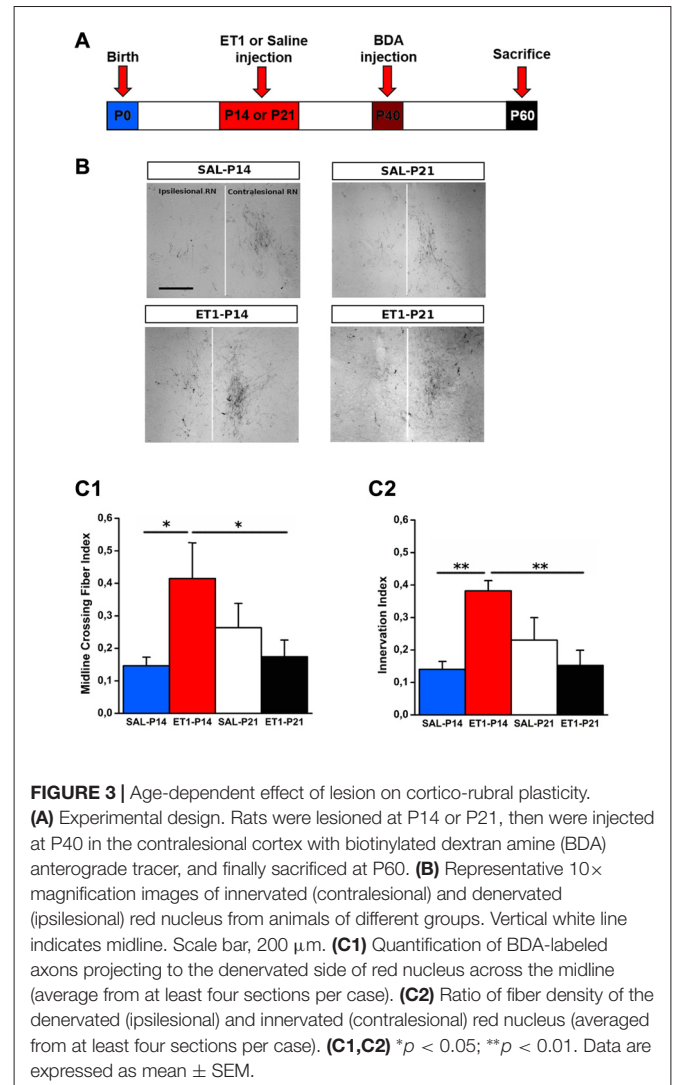 A
Birth
ET1 or Saline
injection
BDA
injection
Sacrifice
P0
P14 or P21
P40
P60
B
SAL-P14
SAL-P21
Ipsilesional RN
Contralesional RN
ET1-P14
ET1-P21
C1
C2
Midline Crossing Fiber Index
0,6
0,5
0,4
0,3
0,2
0,1
0,0
*
*
SAL-P14 ET1-P14 SAL-P21 ET1-P21
Innervation Index
0,6
0,5
0,4
0,3
0,2
0,1
0,0
**
**
SAL-P14 ET1-P14 SAL-P21 ET1-P21
FIGURE 3 | Age-dependent effect of lesion on cortico-rubral plasticity.
(A) Experimental design. Rats were lesioned at P14 or P21, then were injected
at P40 in the contralesional cortex with biotinylated dextran amine (BDA)
anterograde tracer, and finally sacrificed at P60. (B) Representative 10×
magnification images of innervated (contralesional) and denervated
(ipsilesional) red nucleus from animals of different groups. Vertical white line
indicates midline. Scale bar, 200 μm. (C1) Quantification of BDA-labeled
axons projecting to the denervated side of red nucleus across the midline
(average from at least four sections per case). (C2) Ratio of fiber density of the
denervated (ipsilesional) and innervated (contralesional) red nucleus (averaged
from at least four sections per case). (C1,C2) *p < 0.05; **p < 0.01. Data are
expressed as mean ± SEM.